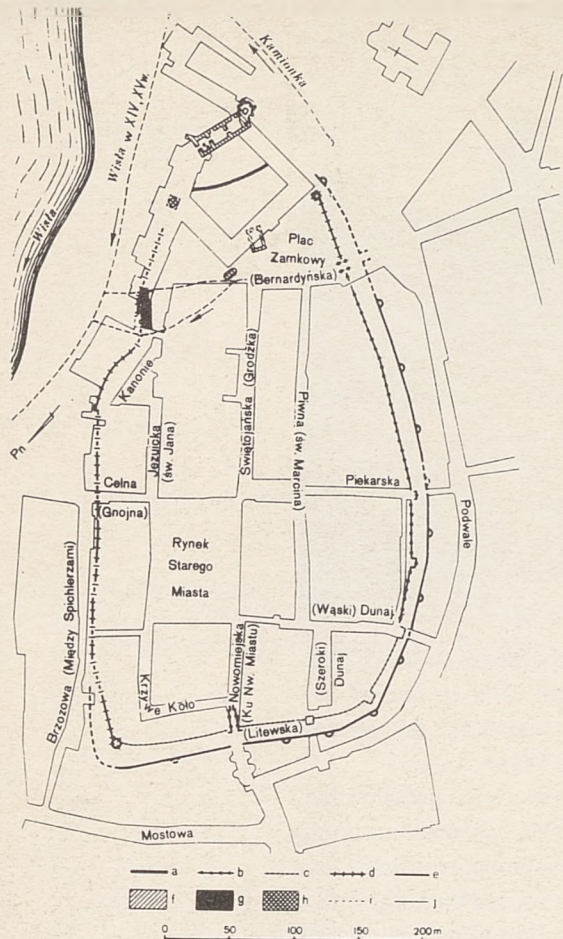 Kamionka
Wisła w XIV, XV w.
Wisła
Plac
Zamkowy
(Bernardyńska)
Kanonie
Pn
Jezuicka
(św. Jana)
Świętojańska (Grodzka)
Piwna (św. Marcina)
Celna
(Gnojna)
Piekarska
Podwale
Rynek
Starego
Miasta
Brzozowa (Między Spichlerzami)
(Wąski) Dunaj
(Szeroki)
Dunaj
Nowomiejska
(Ku Nw. Miastu)
Krzywe Koło
(Litewska)
Mostowa
a b c d e
f g h i j
0 50 100 150 200 m